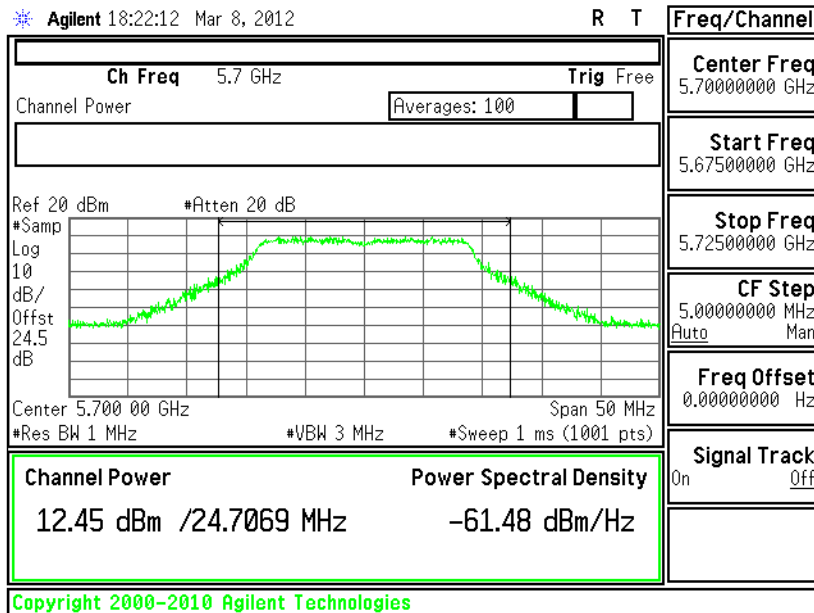 Agilent 18:22:12 Mar 8, 2012 R T
Freq/Channel
Ch Freq 5.7 GHz Trig Free
Channel Power Averages: 100
Center Freq
5.70000000 GHz
Start Freq
5.67500000 GHz
Stop Freq
5.72500000 GHz
CF Step
5.00000000 MHz
Auto Man
Freq Offset
0.00000000 Hz
Signal Track
On Off
Ref 20 dBm #Atten 20 dB
#Samp
Log
10
dB/
Offst
24.5
dB
Center 5.700 00 GHz Span 50 MHz
#Res BW 1 MHz #VBW 3 MHz #Sweep 1 ms (1001 pts)
Channel Power Power Spectral Density
12.45 dBm /24.7069 MHz -61.48 dBm/Hz
Copyright 2000-2010 Agilent Technologies